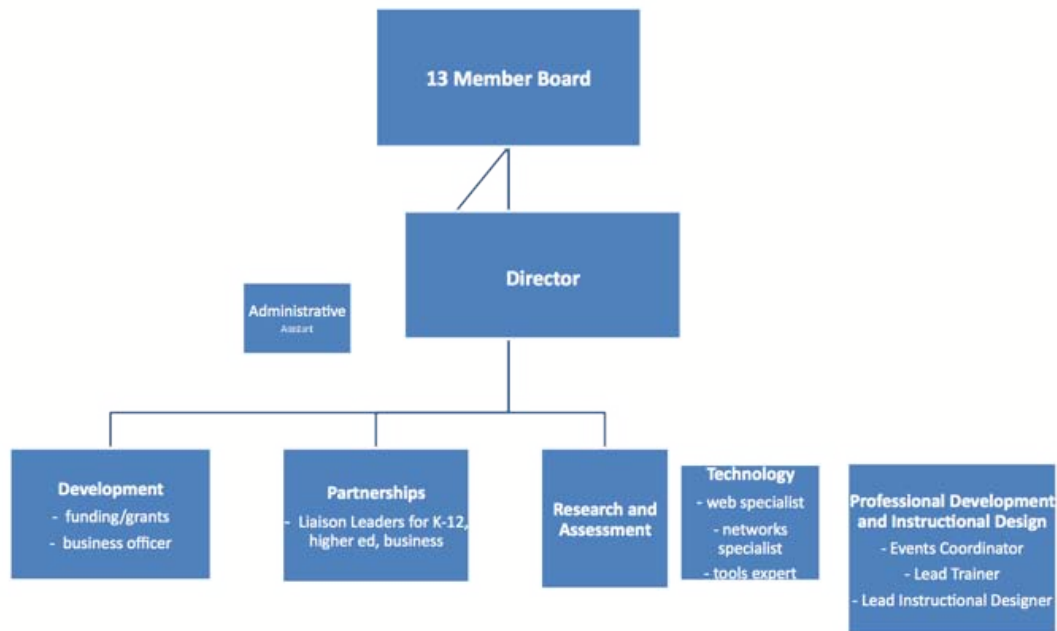 13 Member Board
Director
Administrative
Assistant
Development
- funding/grants
- business officer
Partnerships
- Liaison Leaders for K-12,
higher ed, business
Research and
Assessment
Technology
- web specialist
- networks
specialist
- tools expert
Professional Development
and Instructional Design
- Events Coordinator
- Lead Trainer
- Lead Instructional Designer